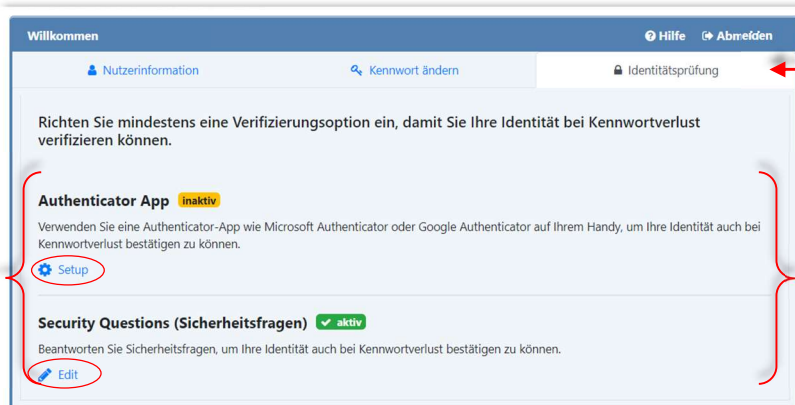 Willkommen
Hilfe Abmelden
Nutzerinformation Kennwort ändern Identitätsprüfung
Richten Sie mindestens eine Verifizierungsoption ein, damit Sie Ihre Identität bei Kennwortverlust
verifizieren können.
Authenticator App inaktiv
Verwenden Sie eine Authenticator-App wie Microsoft Authenticator oder Google Authenticator auf Ihrem Handy, um Ihre Identität auch bei
Kennwortverlust bestätigen zu können.
Setup
Security Questions (Sicherheitsfragen) aktiv
Beantworten Sie Sicherheitsfragen, um Ihre Identität auch bei Kennwortverlust bestätigen zu können.
Edit